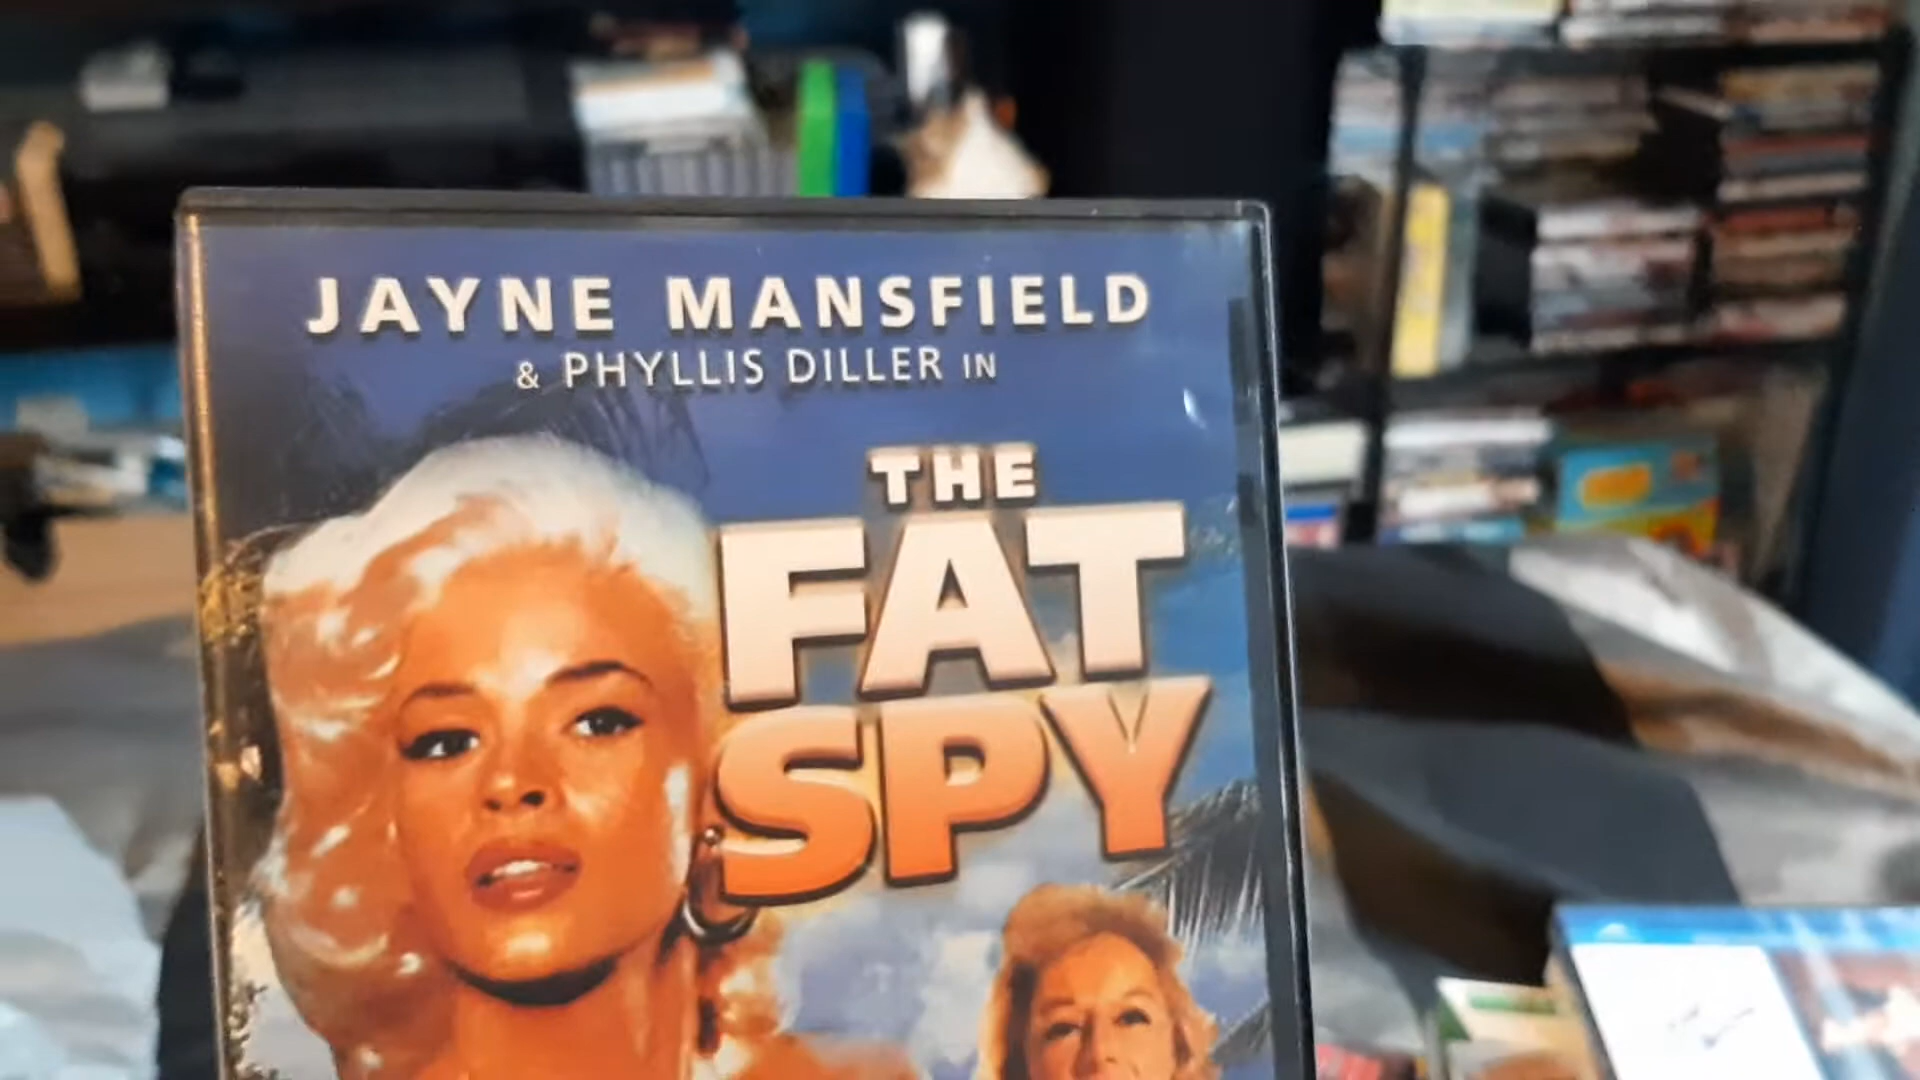 JAYNE MANSFIELD
& PHYLLIS DILLER IN
THE
FAT
SPY